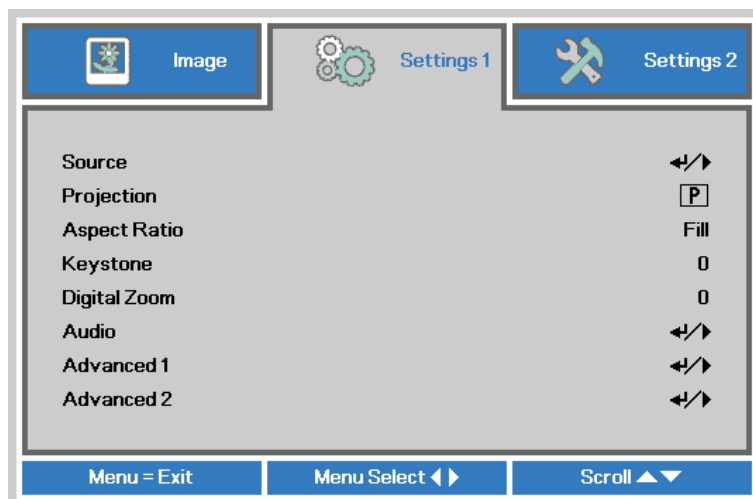 Image
Settings 1
Settings 2
Source
Projection P
Aspect Ratio Fill
Keystone 0
Digital Zoom 0
Audio
Advanced 1
Advanced 2
Menu = Exit
Menu Select
Scroll